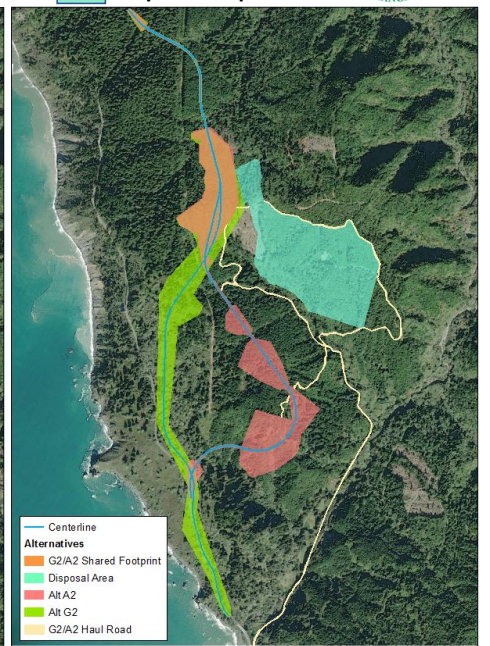 Centerline
Alternatives
G2/A2 Shared Footprint
Disposal Area
Alt A2
Alt G2
G2/A2 Haul Road